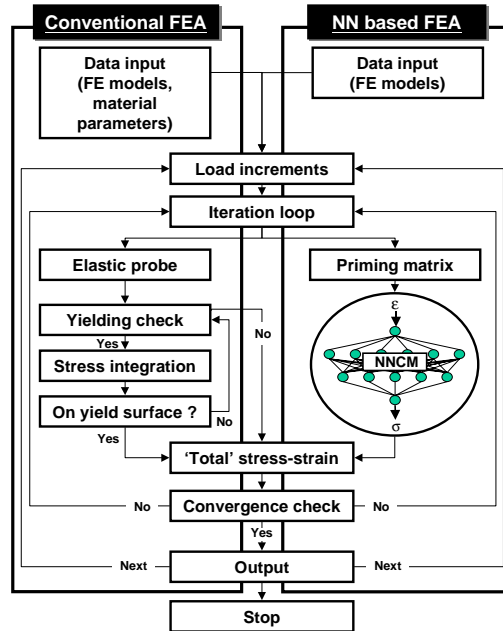 Conventional FEA
NN based FEA
Data input
(FE models,
material
parameters)
Data input
(FE models)
Load increments
Iteration loop
Elastic probe
Priming matrix
Yielding check
No
Yes
Stress integration
On yield surface ?
No
Yes
ε
NNCM
σ
‘Total’ stress-strain
No
Convergence check
No
Yes
Next
Output
Next
Stop